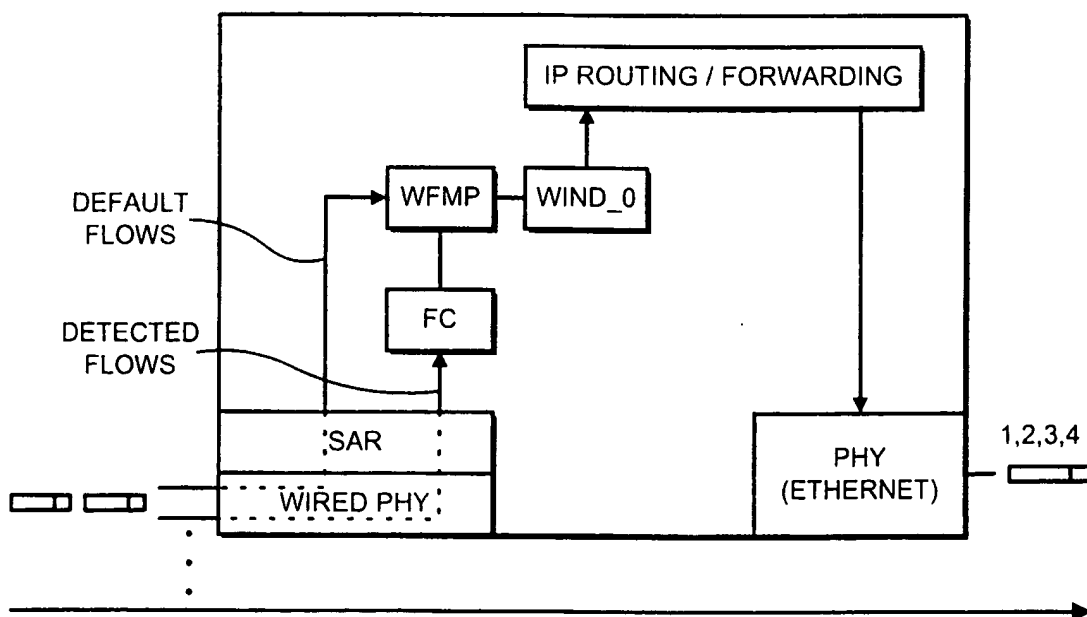 IP ROUTING / FORWARDING
WFMP
WIND_0
DEFAULT
FLOWS
FC
DETECTED
FLOWS
SAR
WIRED PHY
PHY
(ETHERNET)
1,2,3,4